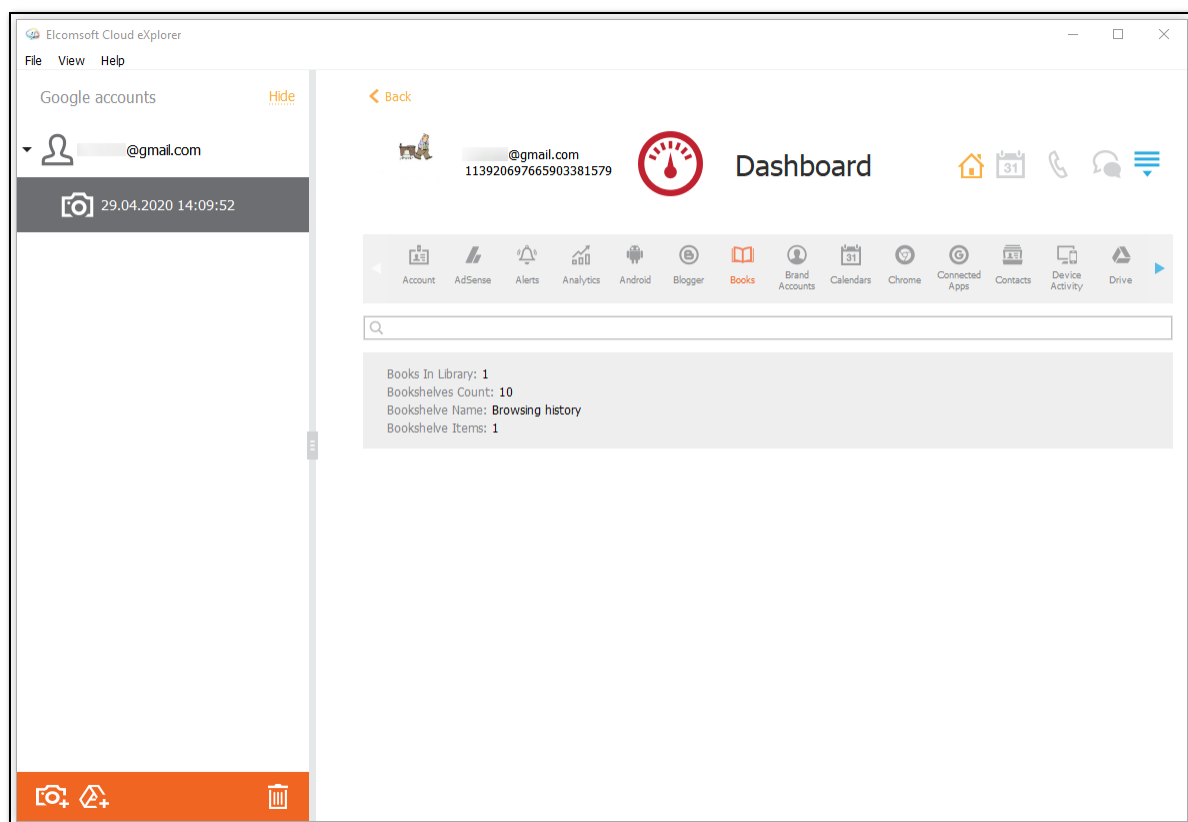 Elcomsoft Cloud eXplorer
File View Help
Google accounts Hide
@gmail.com
29.04.2020 14:09:52
Back
@gmail.com
113920697665903381579
Dashboard
31
Account AdSense Alerts Analytics Android Blogger Books Brand Accounts Calendars Chrome Connected Apps Contacts Device Activity Drive
Books In Library: 1
Bookshelves Count: 10
Bookshelve Name: Browsing history
Bookshelve Items: 1